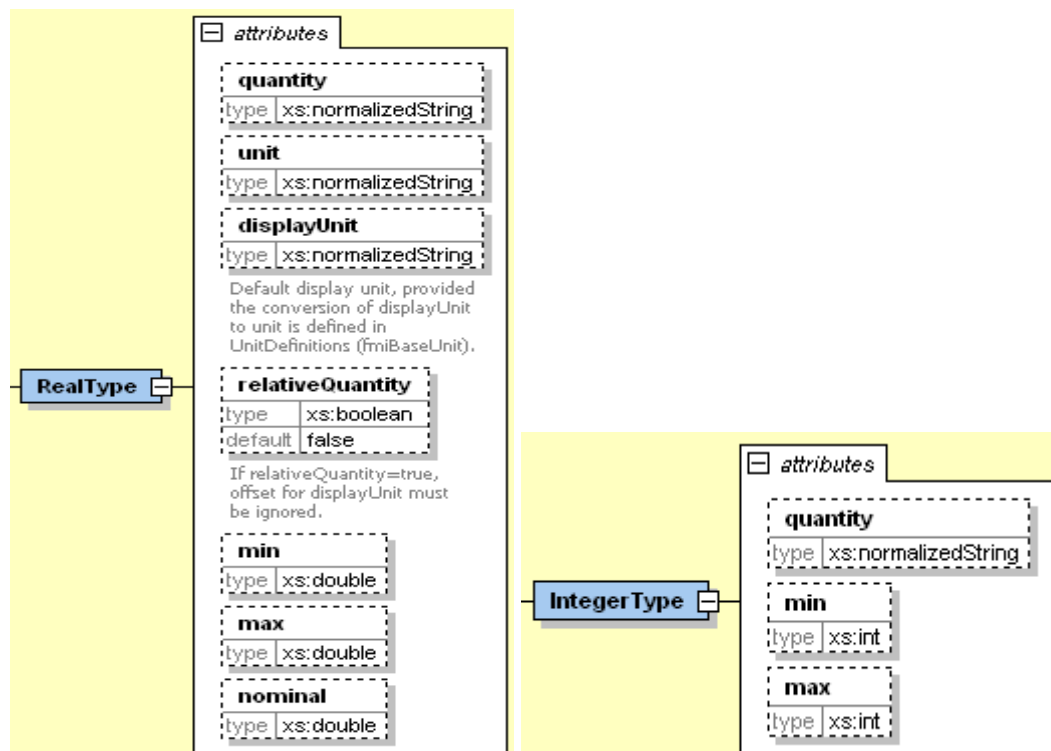 attributes
quantity
type xs:normalizedString
unit
type xs:normalizedString
displayUnit
type xs:normalizedString
Default display unit, provided
the conversion of displayUnit
to unit is defined in
UnitDefinitions (fmiBaseUnit).
RealType
relativeQuantity
type xs:boolean
default false
If relativeQuantity=true,
offset for displayUnit must
be ignored.
min
type xs:double
max
type xs:double
nominal
type xs:double
attributes
quantity
type xs:normalizedString
IntegerType
min
type xs:int
max
type xs:int